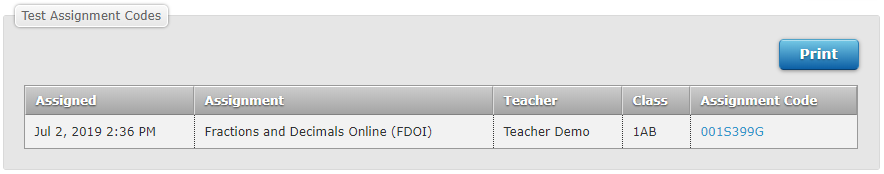 Test Assignment Codes
Print
Assigned Assignment Teacher Class Assignment Code
Jul 2, 2019 2:36 PM Fractions and Decimals Online (FDOI) Teacher Demo 1AB 001S399G